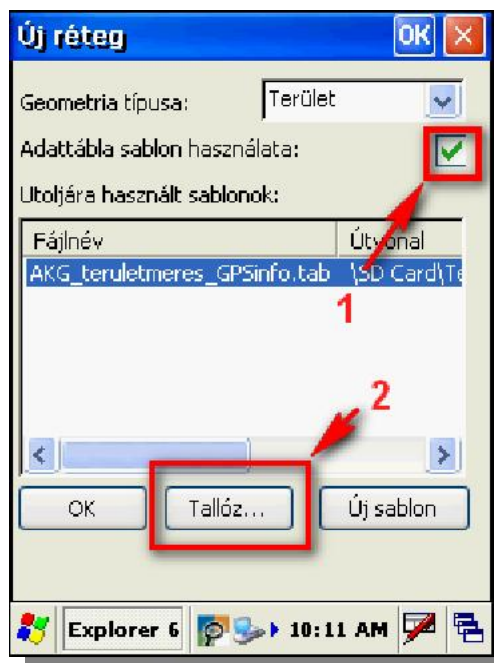 Új réteg OK
Geometria típusa: Terület
Adattábla sablon használata:
Utoljára használt sablonok:
Fájlnév Útvonal
AKG_teruletmeres_GPSinfo.tab \SD Card\Te
1
2
OK Tallóz... Új sablon
Explorer 6 10:11 AM